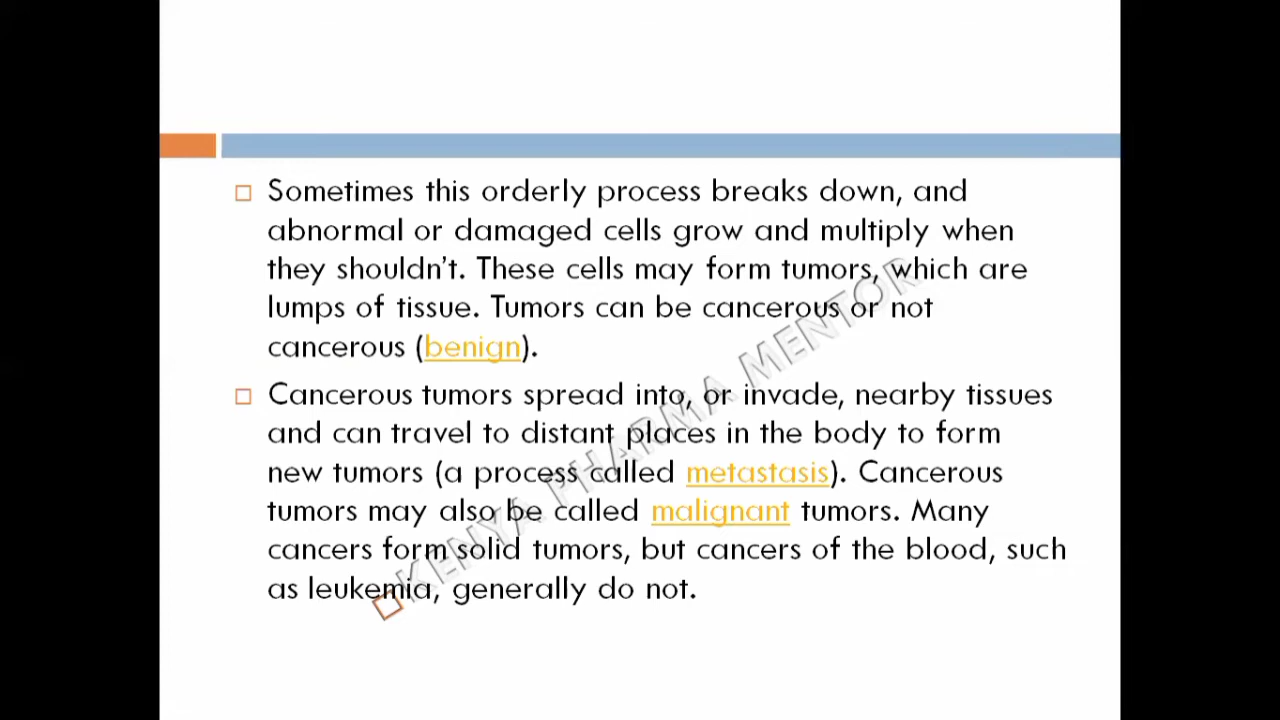 Sometimes this orderly process breaks down, and
abnormal or damaged cells grow and multiply when
they shouldn't. These cells may form tumors, which are
lumps of tissue. Tumors can be cancerous or not
cancerous (benign).
Cancerous tumors spread into, or invade, nearby tissues
and can travel to distant places in the body to form
new tumors (a process called metastasis). Cancerous
tumors may also be called malignant tumors. Many
cancers form solid tumors, but cancers of the blood, such
as leukemia, generally do not.
KENYA PHARMA MENTOR